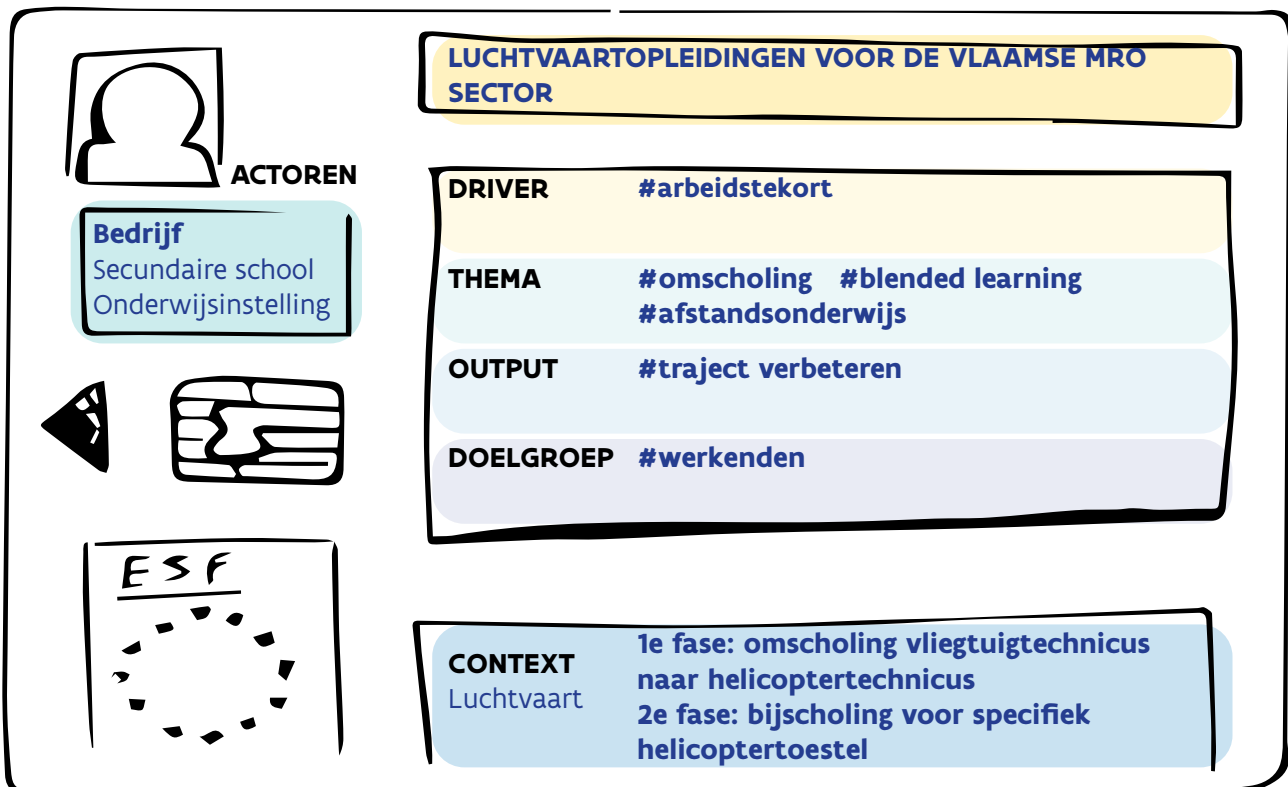 LUCHTVAARTOPLEIDINGEN VOOR DE VLAAMSE MRO
SECTOR
ACTOREN
Bedrijf
Secundaire school
Onderwijsinstelling
DRIVER #arbeidstekort
THEMA #omscholing #blended learning
#afstandsonderwijs
OUTPUT #traject verbeteren
DOELGROEP #werkenden
ESF
CONTEXT
Luchtvaart
1e fase: omscholing vliegtuigtechnicus
naar helicoptertechnicus
2e fase: bijscholing voor specifiek
helicoptertoestel